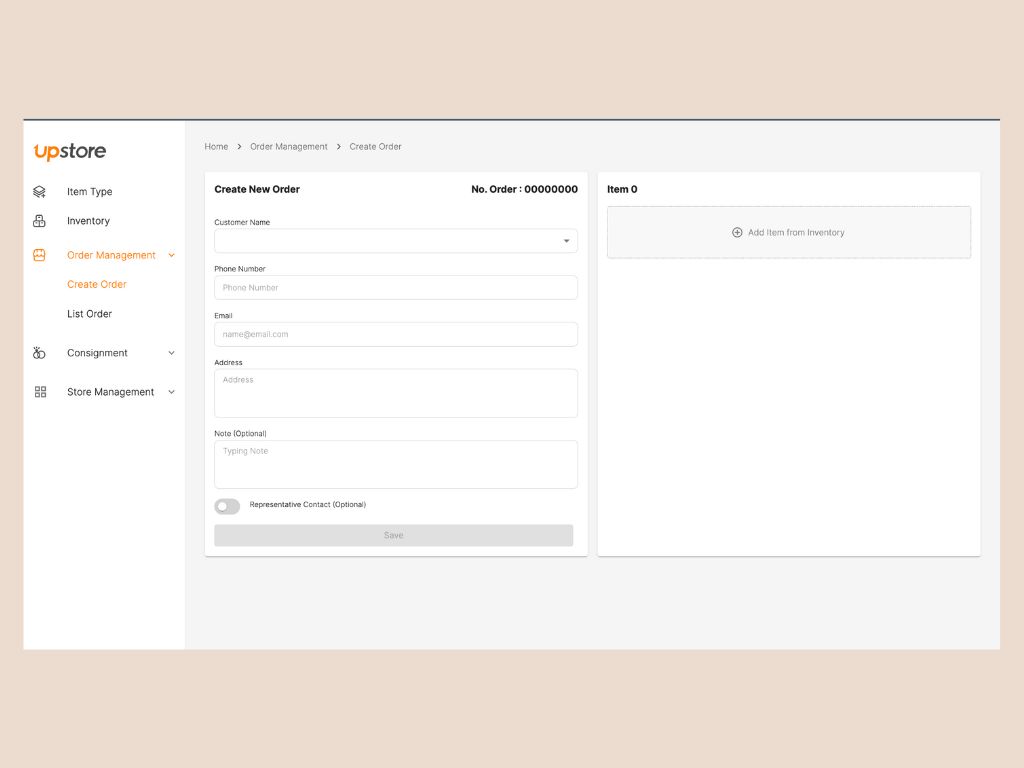 upstore
Item Type
Inventory
Order Management
Create Order
List Order
Consignment
Store Management
Home > Order Management > Create Order
Create New Order No. Order : 00000000
Customer Name
Phone Number
Phone Number
Email
name@email.com
Address
Address
Note (Optional)
Typing Note
Representative Contact (Optional)
Save
Item 0
Add Item from Inventory